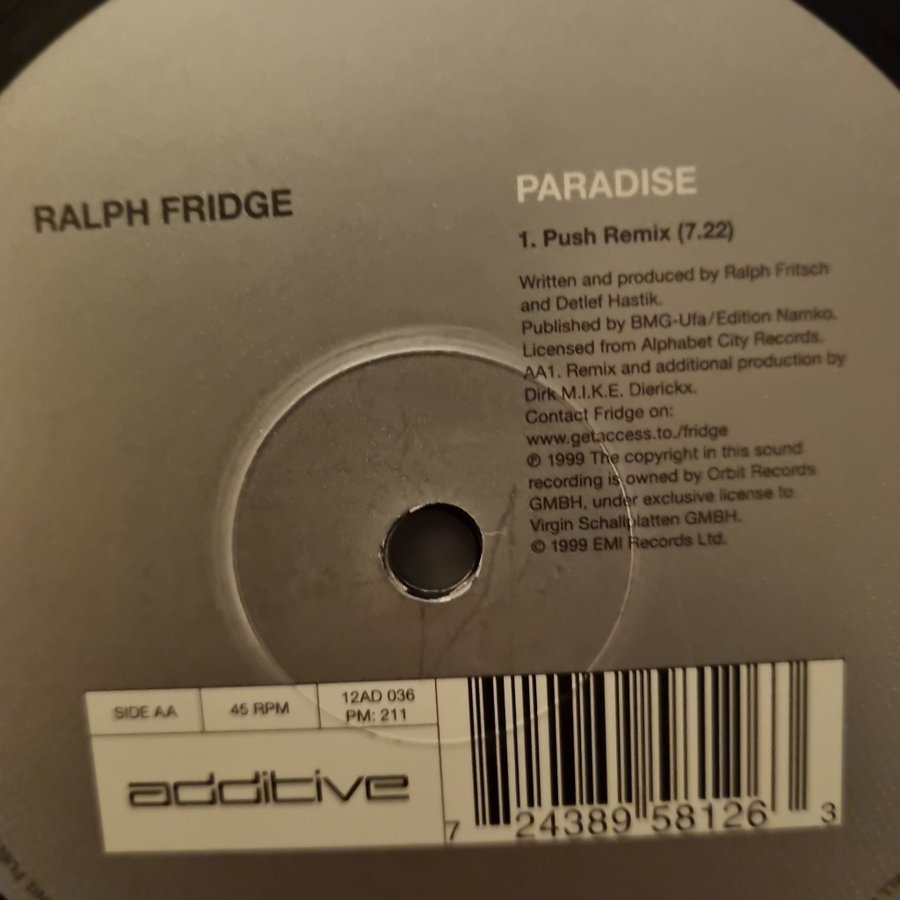 RALPH FRIDGE
PARADISE
1. Push Remix (7.22)
Written and produced by Ralph Fritsch
and Detlef Hastik.
Published by BMG-Ufa/Edition Namko.
Licensed from Alphabet City Records.
AA1. Remix and additional production by
Dirk M.I.K.E. Dierickx.
Contact Fridge on:
www.getaccess.to./fridge
℗ 1999 The copyright in this sound
recording is owned by Orbit Records
GMBH, under exclusive license to
Virgin Schallplatten GMBH.
© 1999 EMI Records Ltd.
SIDE AA
45 RPM
12AD 036
PM: 211
additive
7 24389 58126 3